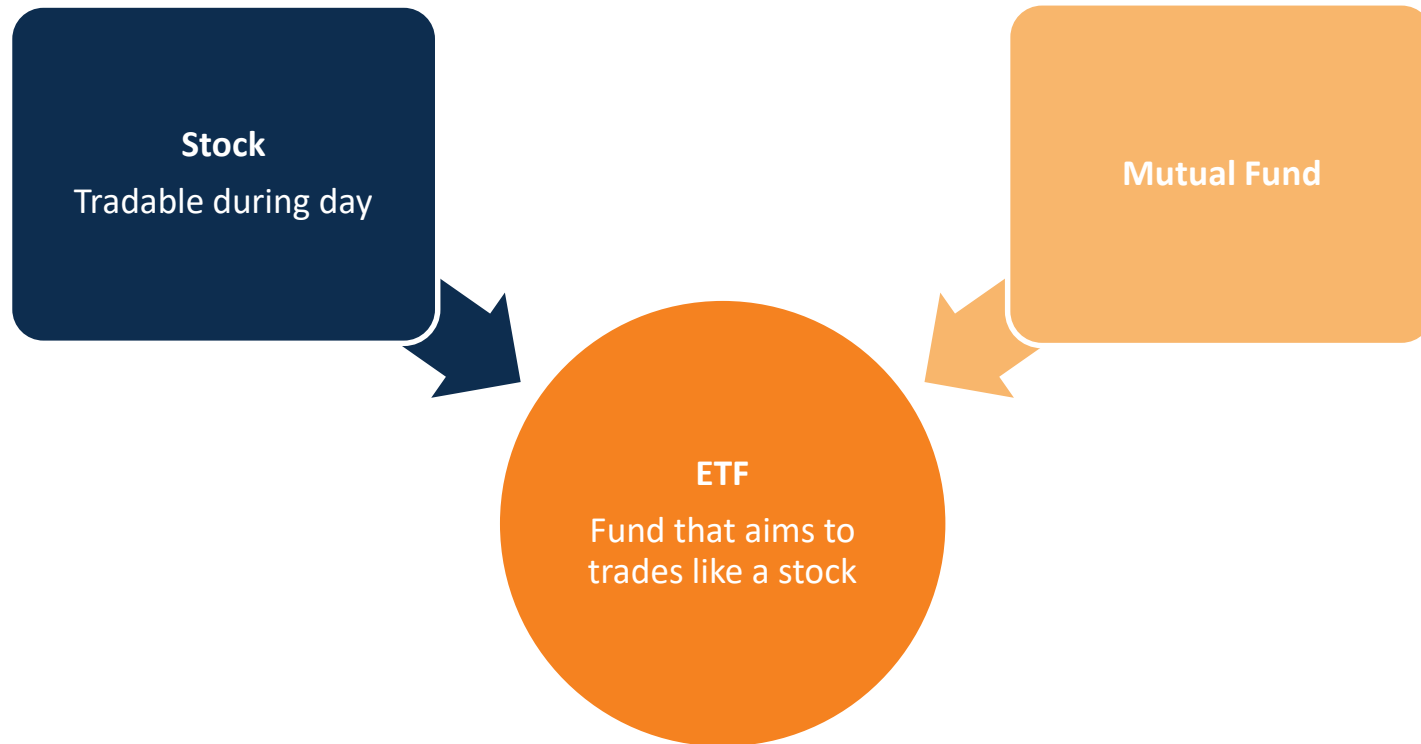 Stock
Tradable during day
Mutual Fund
ETF
Fund that aims to
trades like a stock